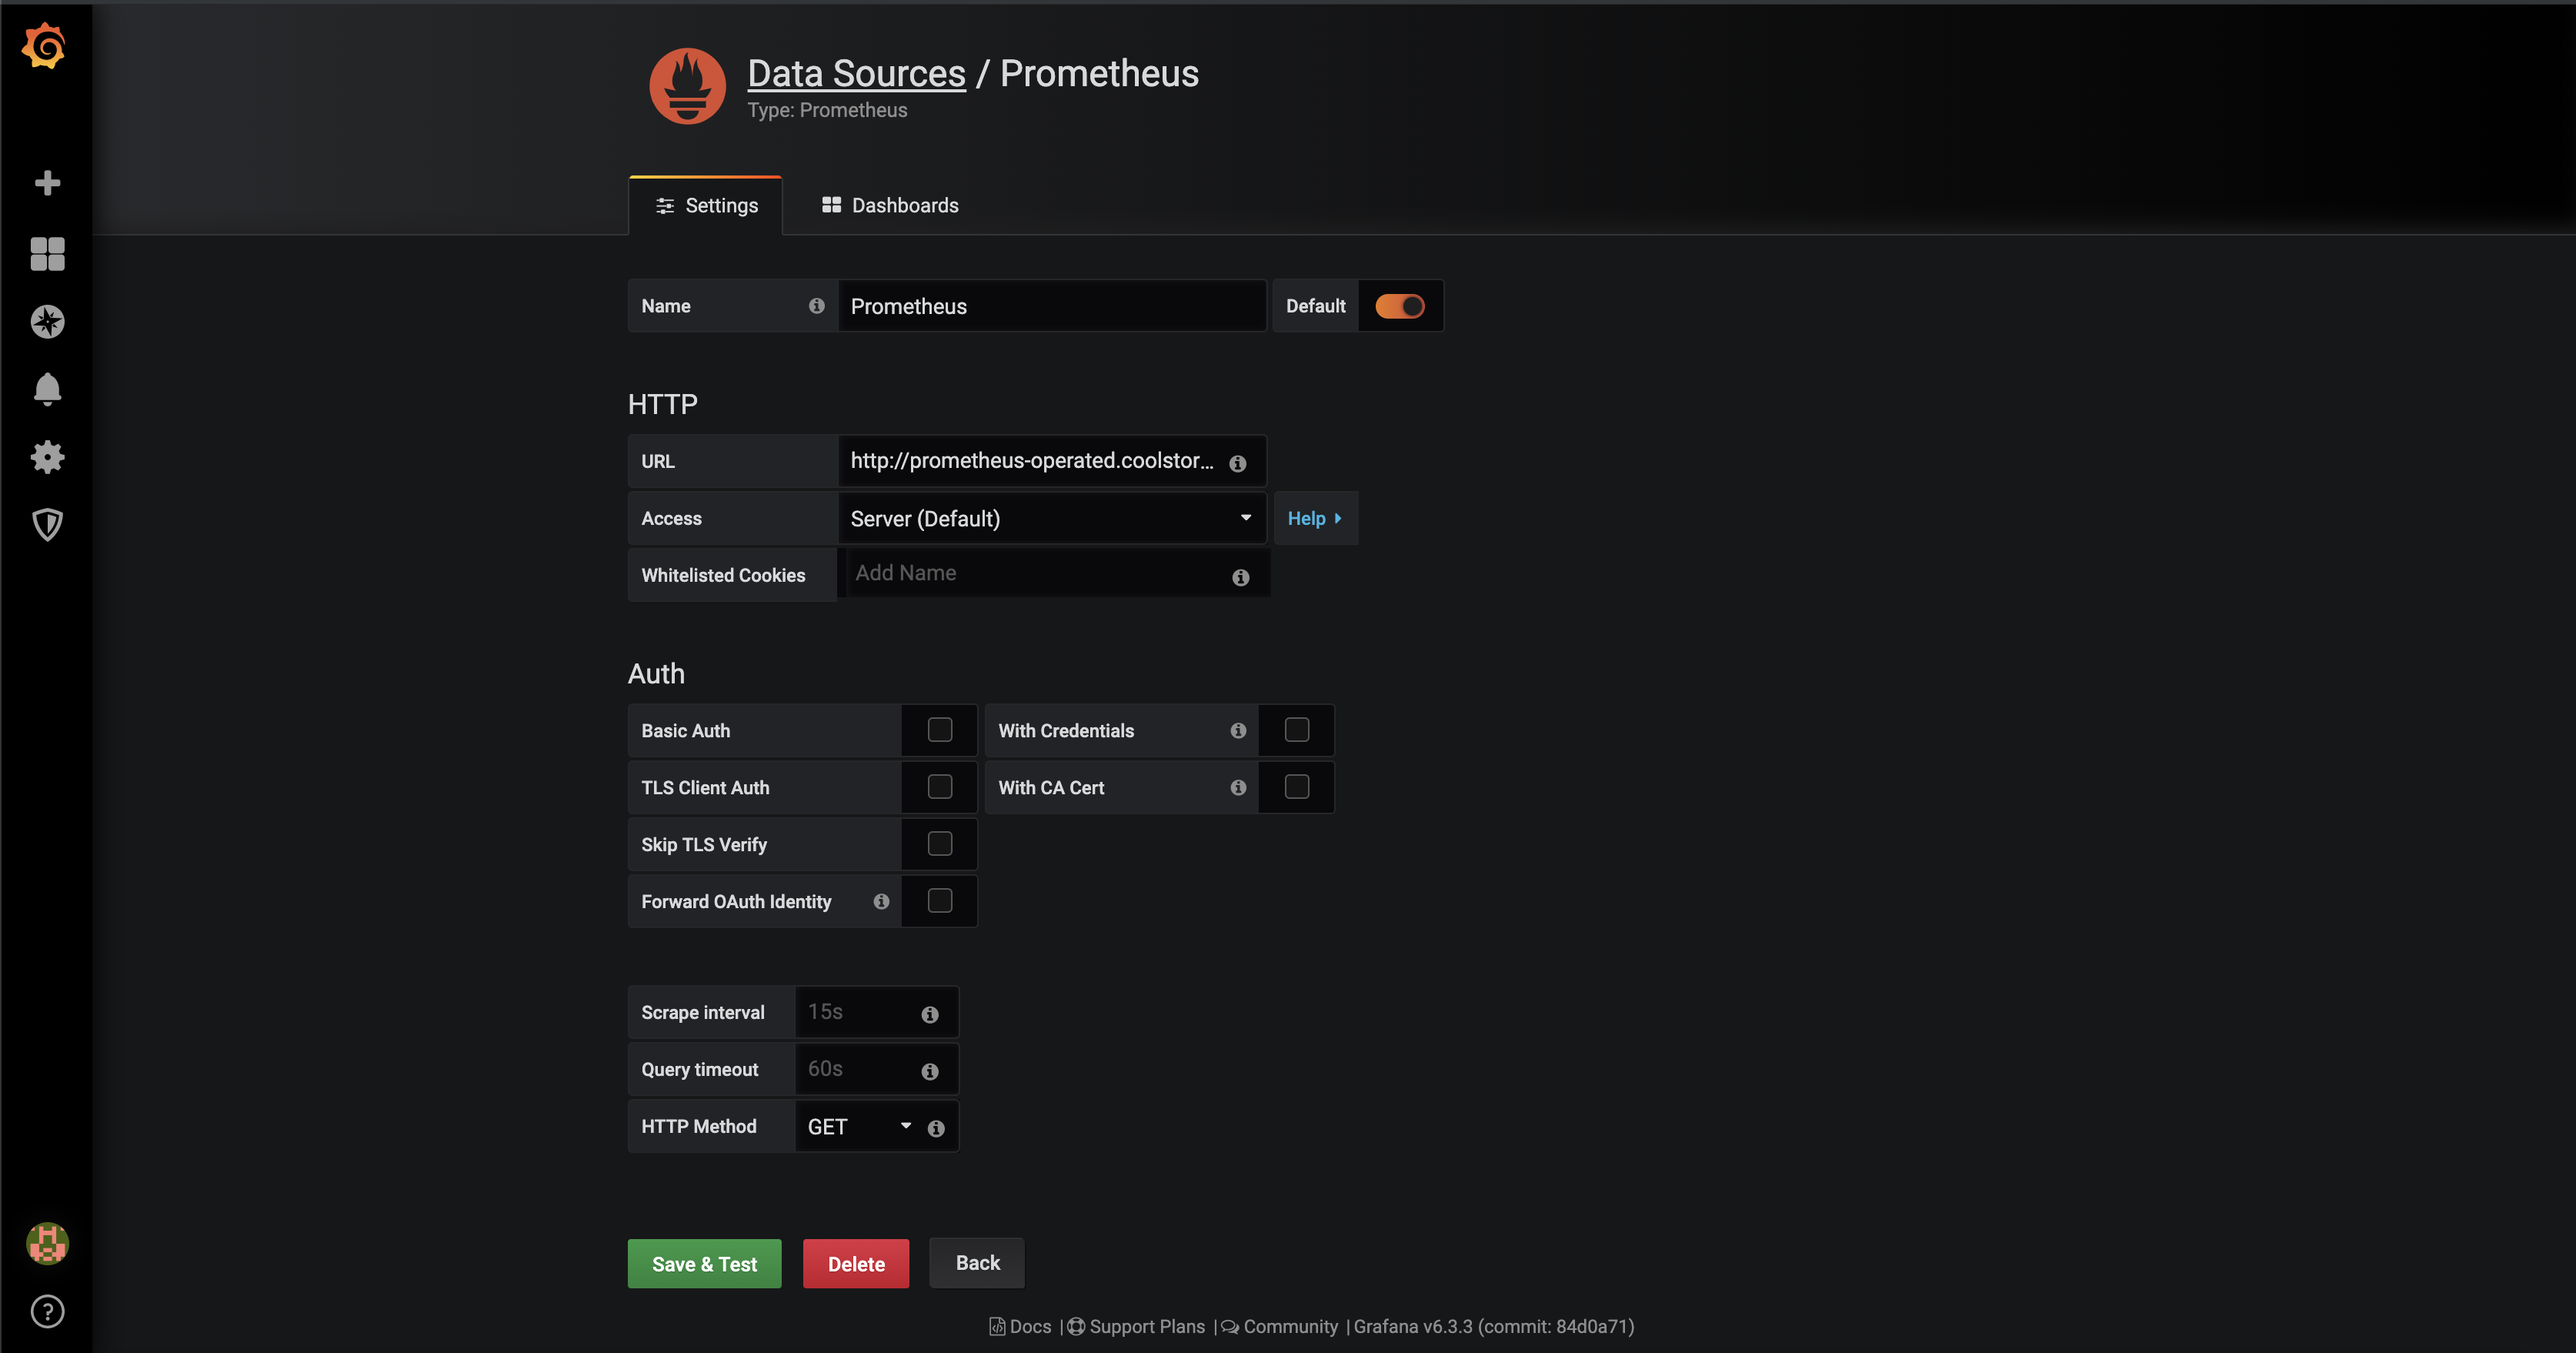 Data Sources / Prometheus
Type: Prometheus
Settings
Dashboards
Name
Prometheus
Default
HTTP
URL
http://prometheus-operated.coolstor...
Access
Server (Default)
Help
Whitelisted Cookies
Add Name
Auth
Basic Auth
With Credentials
TLS Client Auth
With CA Cert
Skip TLS Verify
Forward OAuth Identity
Scrape interval
15s
Query timeout
60s
HTTP Method
GET
Save & Test
Delete
Back
Docs | Support Plans | Community | Grafana v6.3.3 (commit: 84d0a71)